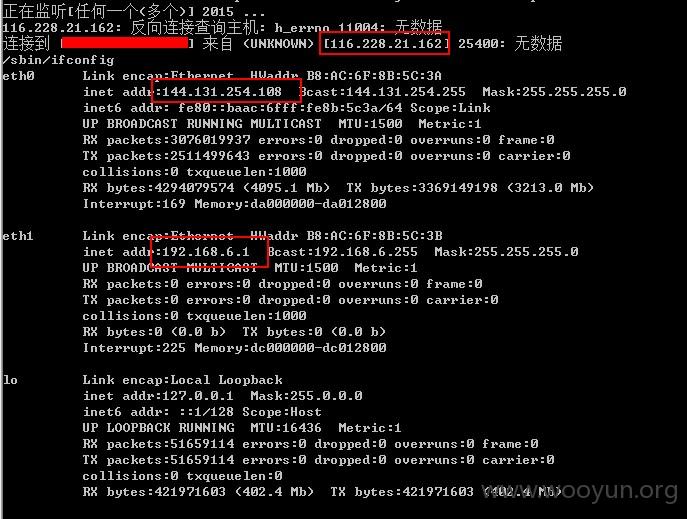 正在监听[任何一个(多个)] 2015 ...
116.228.21.162: 反向连接查询主机: h_errno 11004: 无数据
连接到 [ ] 来自 (UNKNOWN) [116.228.21.162] 25400: 无数据
/sbin/ifconfig
eth0 Link encap:Ethernet HWaddr B8:AC:6F:8B:5C:3A
inet addr:144.131.254.108 Bcast:144.131.254.255 Mask:255.255.255.0
inet6 addr: fe80::baac:6fff:fe8b:5c3a/64 Scope:Link
UP BROADCAST RUNNING MULTICAST MTU:1500 Metric:1
RX packets:3076019937 errors:0 dropped:0 overruns:0 frame:0
TX packets:2511499643 errors:0 dropped:0 overruns:0 carrier:0
collisions:0 txqueuelen:1000
RX bytes:4294079574 (4095.1 Mb) TX bytes:3369149198 (3213.0 Mb)
Interrupt:169 Memory:da000000-da012800
eth1 Link encap:Ethernet HWaddr B8:AC:6F:8B:5C:3B
inet addr:192.168.6.1 Bcast:192.168.6.255 Mask:255.255.255.0
UP BROADCAST MULTICAST MTU:1500 Metric:1
RX packets:0 errors:0 dropped:0 overruns:0 frame:0
TX packets:0 errors:0 dropped:0 overruns:0 carrier:0
collisions:0 txqueuelen:1000
RX bytes:0 (0.0 b) TX bytes:0 (0.0 b)
Interrupt:225 Memory:dc000000-dc012800
lo Link encap:Local Loopback
inet addr:127.0.0.1 Mask:255.0.0.0
inet6 addr: ::1/128 Scope:Host
UP LOOPBACK RUNNING MTU:16436 Metric:1
RX packets:51659114 errors:0 dropped:0 overruns:0 frame:0
TX packets:51659114 errors:0 dropped:0 overruns:0 carrier:0
collisions:0 txqueuelen:0
RX bytes:421971603 (402.4 Mb) TX bytes:421971603 (402.4 Mb)
www.wooyun.org